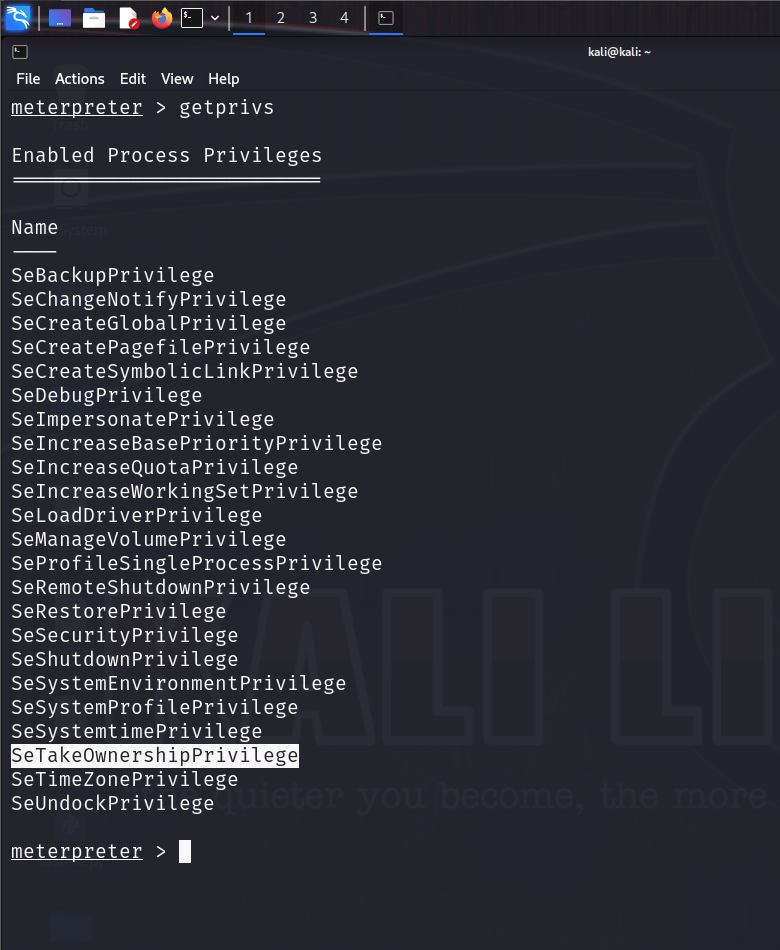 1 2 3 4
kali@kali: ~
File Actions Edit View Help
meterpreter > getprivs
Enabled Process Privileges
Name
SeBackupPrivilege
SeChangeNotifyPrivilege
SeCreateGlobalPrivilege
SeCreatePagefilePrivilege
SeCreateSymbolicLinkPrivilege
SeDebugPrivilege
SeImpersonatePrivilege
SeIncreaseBasePriorityPrivilege
SeIncreaseQuotaPrivilege
SeIncreaseWorkingSetPrivilege
SeLoadDriverPrivilege
SeManageVolumePrivilege
SeProfileSingleProcessPrivilege
SeRemoteShutdownPrivilege
SeRestorePrivilege
SeSecurityPrivilege
SeShutdownPrivilege
SeSystemEnvironmentPrivilege
SeSystemProfilePrivilege
SeSystemtimePrivilege
SeTakeOwnershipPrivilege
SeTimeZonePrivilege
SeUndockPrivilege
KALI LI
quieter you become, the more
meterpreter >